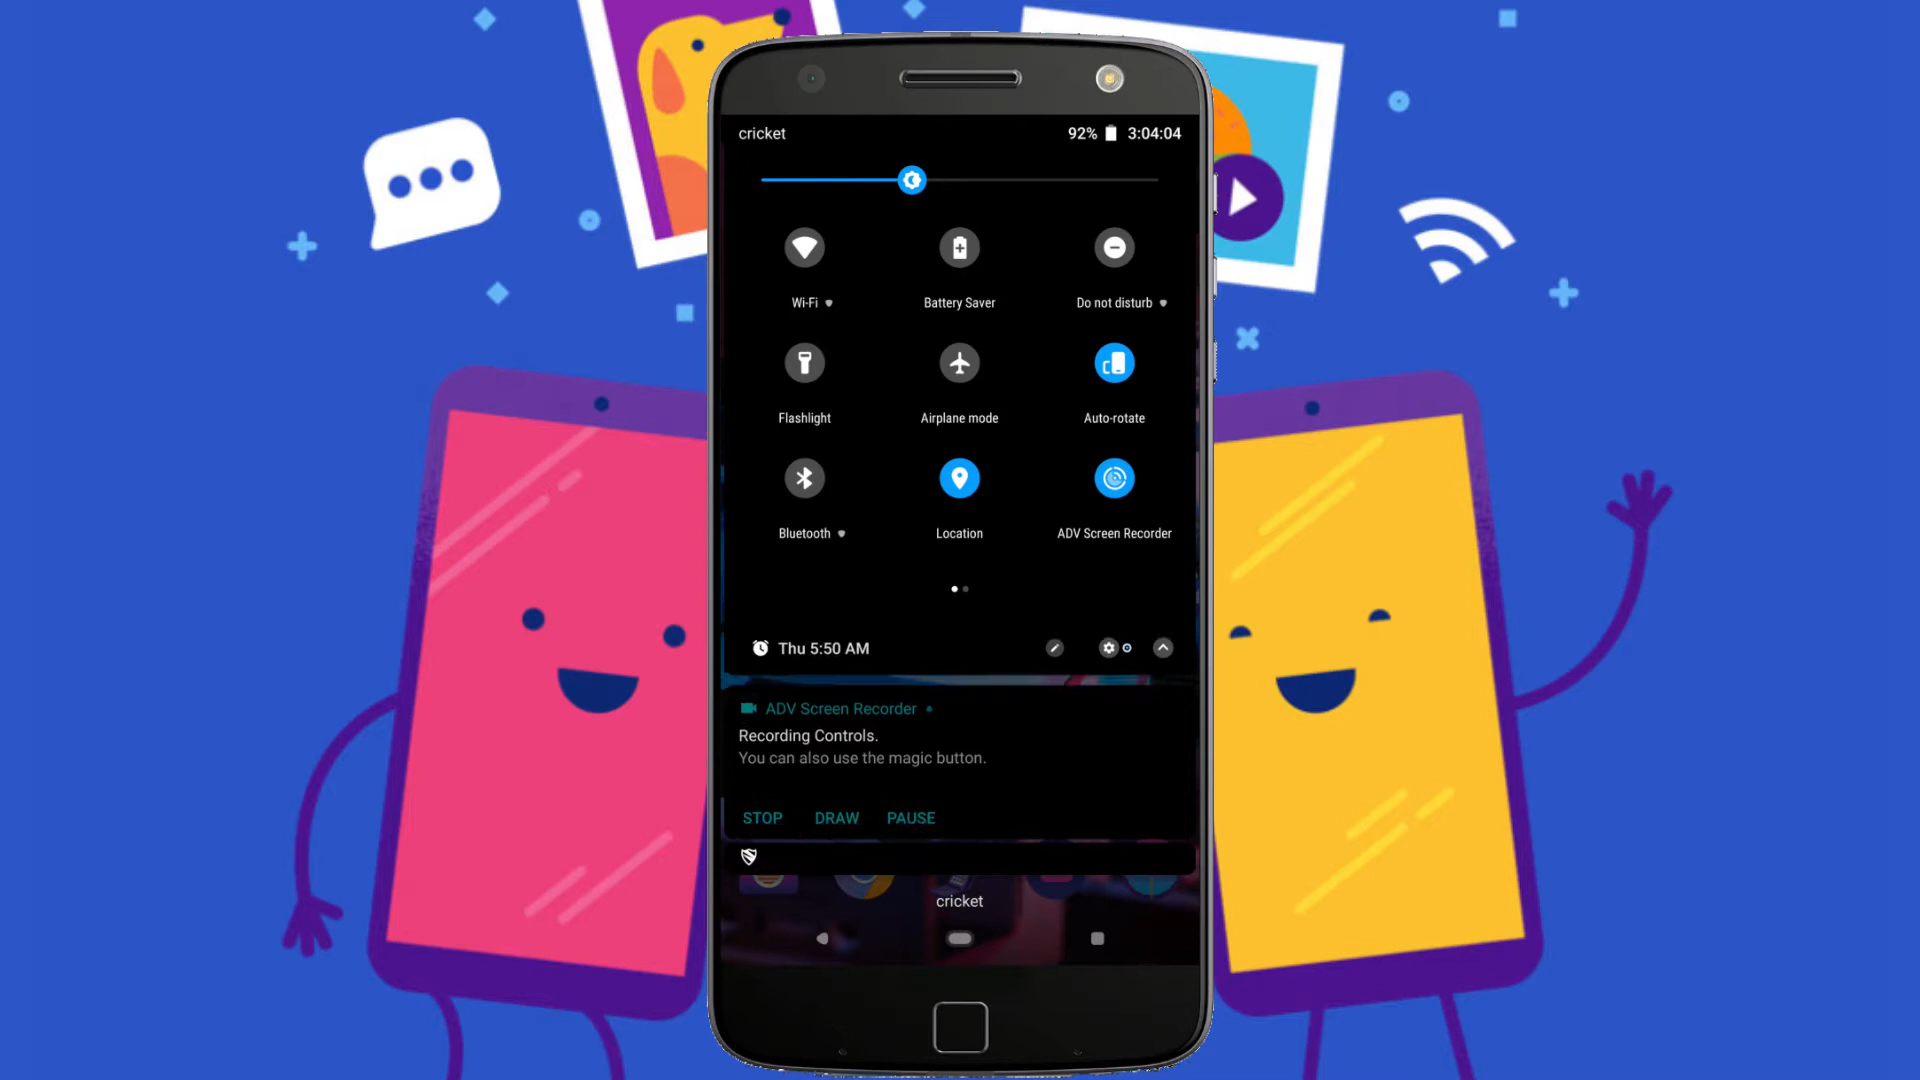 cricket 92% 3:04:04
Wi-Fi Battery Saver Do not disturb
Flashlight Airplane mode Auto-rotate
Bluetooth Location ADV Screen Recorder
Thu 5:50 AM
ADV Screen Recorder
Recording Controls.
You can also use the magic button.
STOP DRAW PAUSE
cricket